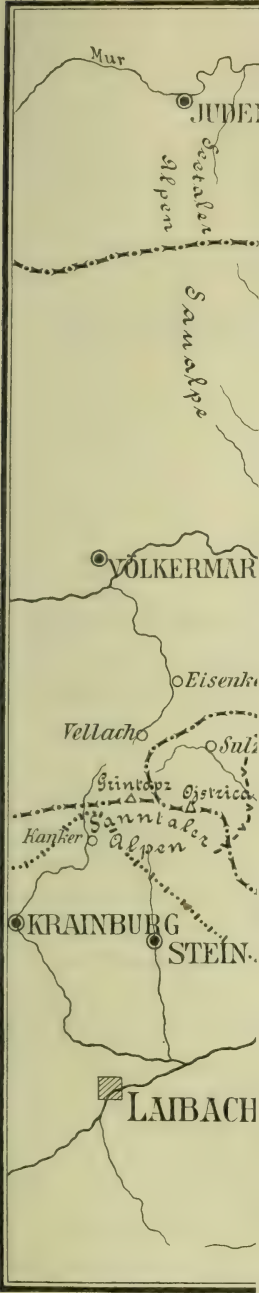 Mur
JUDEN
Seetaler
Alpen
Saualpe
VÖLKERMAR
Eisenk
Vellach
Sulz
Grintovz
Ojstrica
Sanntaler
Alpen
Kanker
KRAINBURG
STEIN
LAIBACH